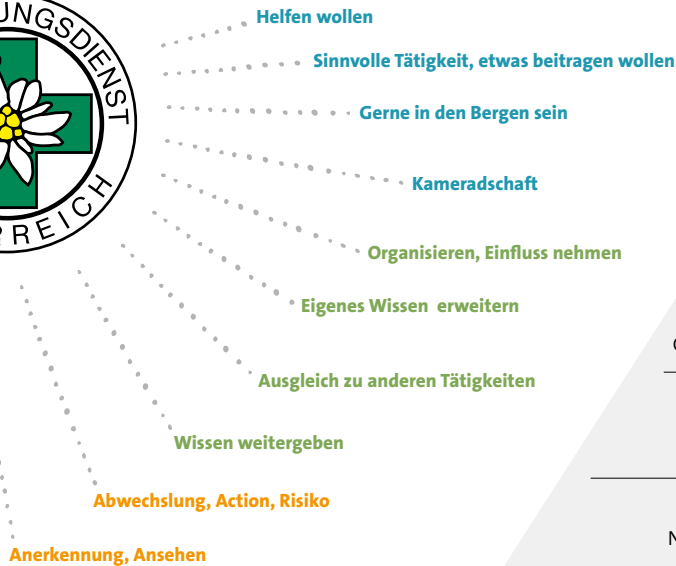 Helfen wollen
Sinnvolle Tätigkeit, etwas beitragen wollen
Gerne in den Bergen sein
Kameradschaft
Organisieren, Einfluss nehmen
Eigenes Wissen erweitern
Ausgleich zu anderen Tätigkeiten
Wissen weitergeben
Abwechslung, Action, Risiko
Anerkennung, Ansehen
UNGSDIENST
RREICH
N